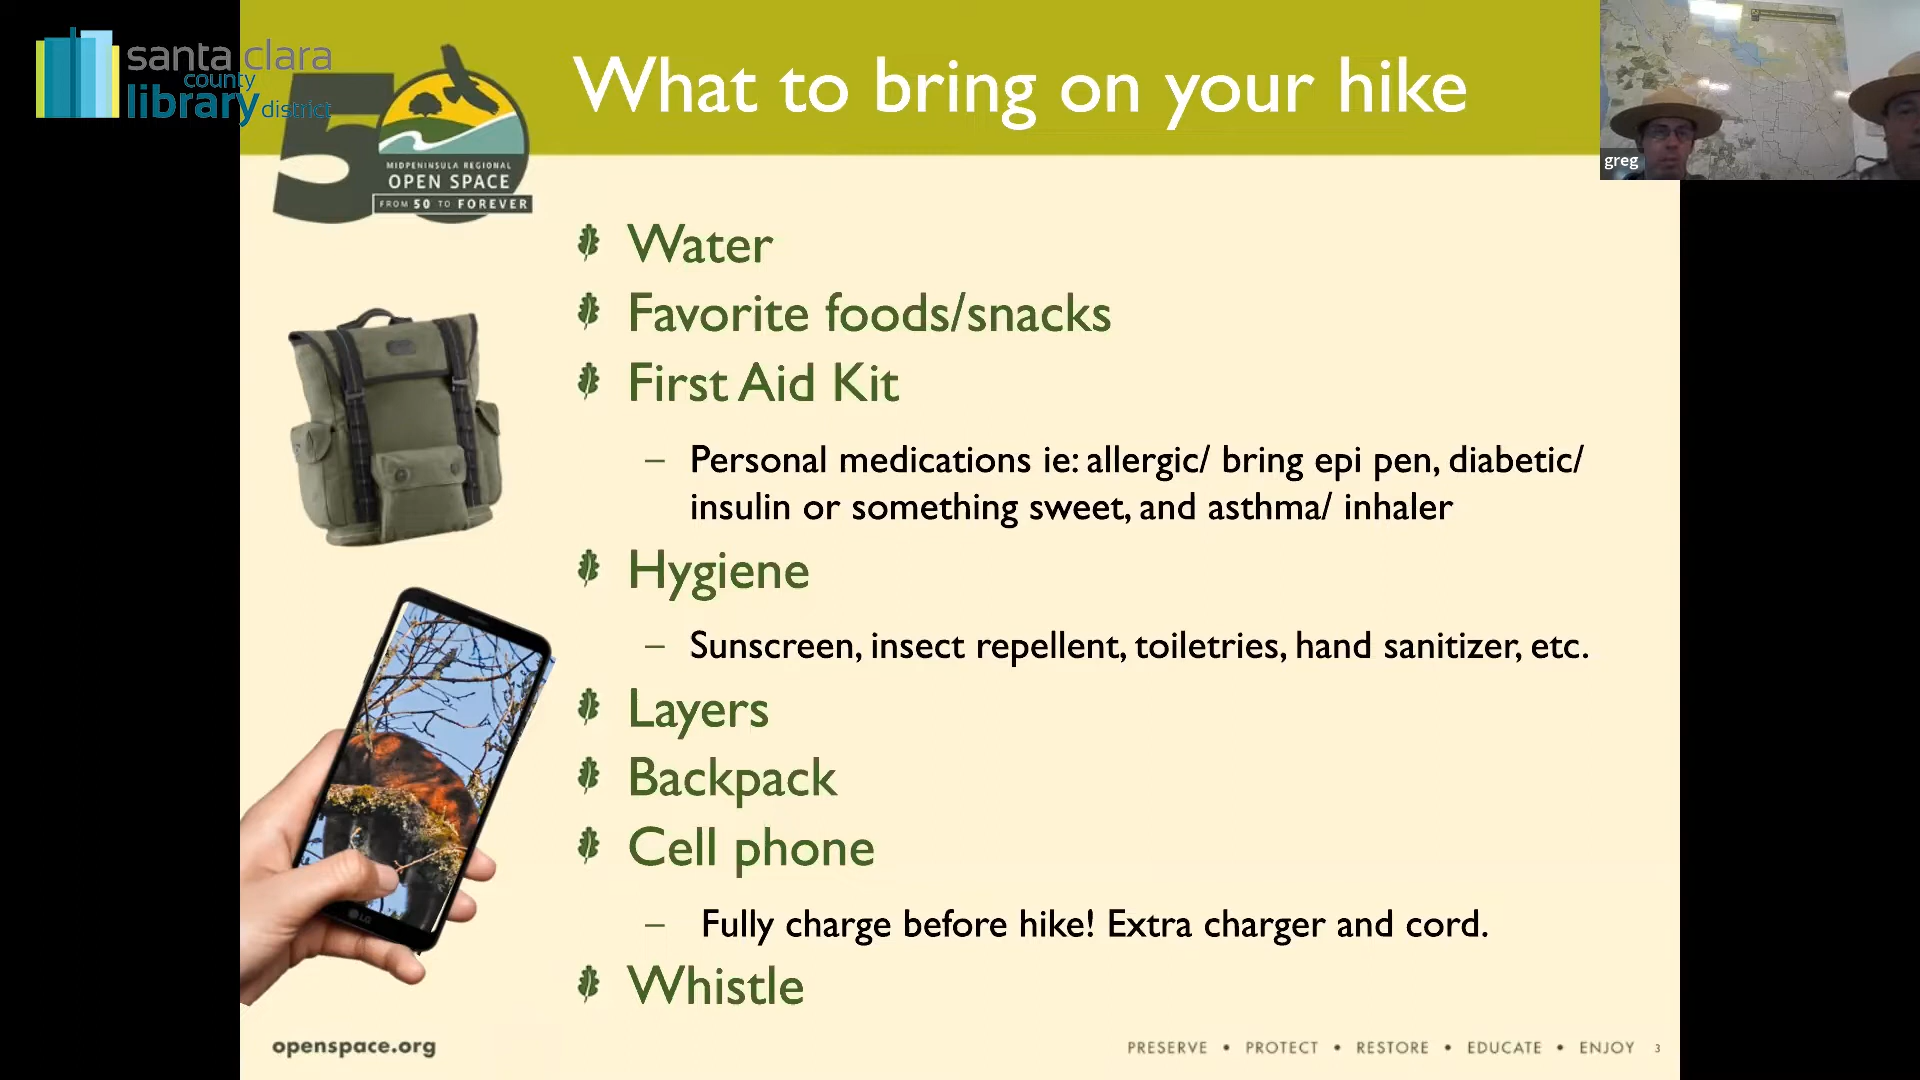 santa clara
county
library district
50
MIDPENINSULA REGIONAL
OPEN SPACE
FROM 50 TO FOREVER
What to bring on your hike
greg
Water
Favorite foods/snacks
First Aid Kit
– Personal medications ie: allergic/ bring epi pen, diabetic/
insulin or something sweet, and asthma/ inhaler
Hygiene
– Sunscreen, insect repellent, toiletries, hand sanitizer, etc.
Layers
Backpack
Cell phone
– Fully charge before hike! Extra charger and cord.
Whistle
LG
openspace.org
PRESERVE • PROTECT • RESTORE • EDUCATE • ENJOY 3